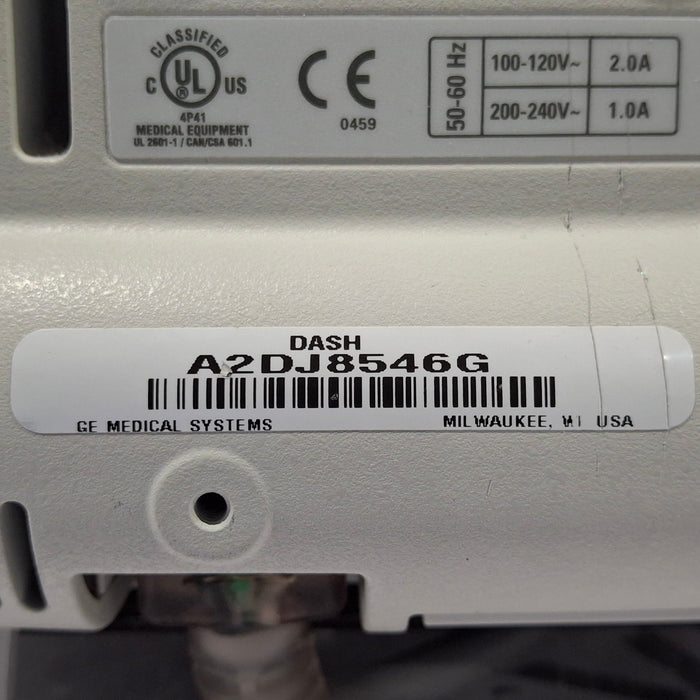 CLASSIFIED
C UL ® US
4P41
MEDICAL EQUIPMENT
UL 2601-1 / CAN/CSA 601.1
CE
0459
50-60 Hz
100-120V~ 2.0A
200-240V~ 1.0A
DASH
A2DJ8546G
GE MEDICAL SYSTEMS MILWAUKEE, WI USA